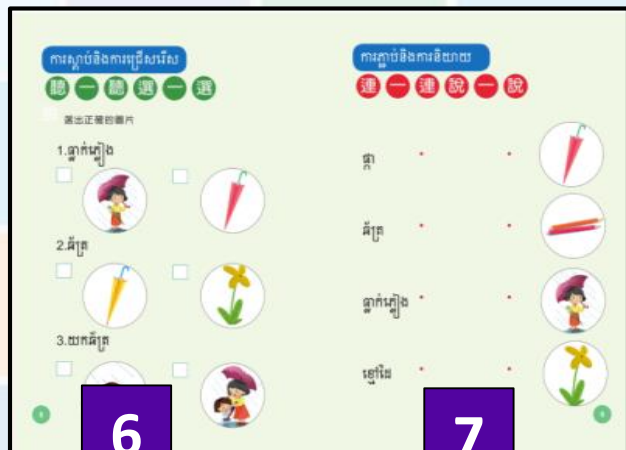 ការស្តាប់និងការជ្រើសរើស
聽一聽選一選
選出正確的圖片
1.ធ្លាក់ភ្លៀង
2.ឆ័ត្រ
3.យកឆ័ត្រ
6
ការភ្ជាប់និងការនិយាយ
連一連說一說
ផ្កា
ឆ័ត្រ
ធ្លាក់ភ្លៀង
ខ្មៅដៃ
7